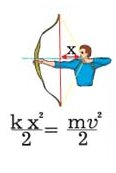 x
kx²/2 = mv²/2